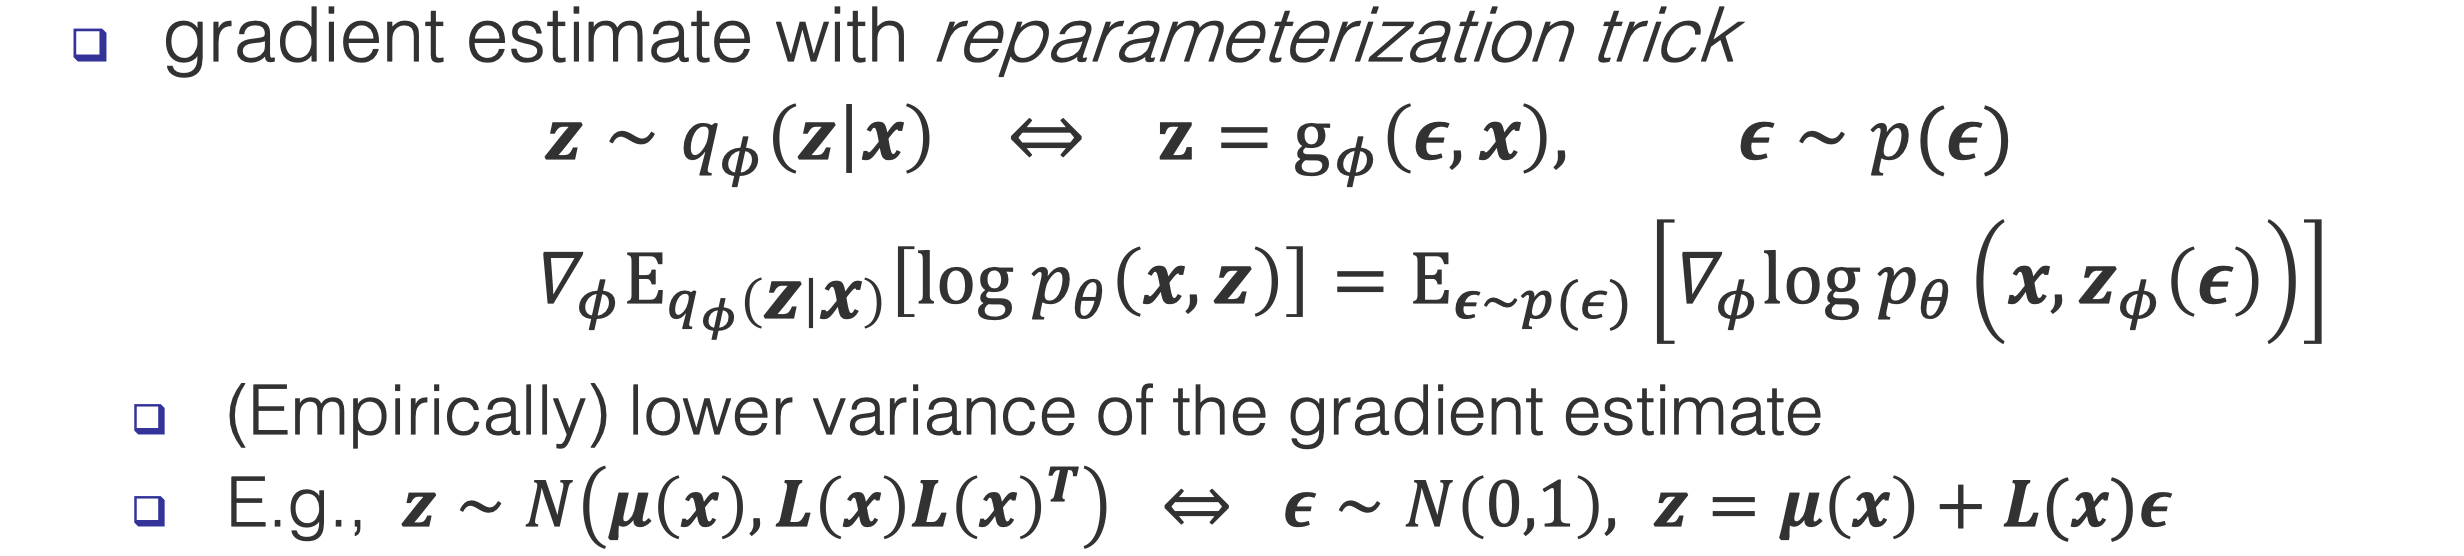 ❑ gradient estimate with reparameterization trick
z ~ q_ϕ(z|x) ⇔ z = g_ϕ(ϵ, x), ϵ ~ p(ϵ)
∇_ϕ E_{q_ϕ(z|x)}[log p_θ(x, z)] = E_{ϵ~p(ϵ)} [∇_ϕ log p_θ (x, z_ϕ(ϵ))]
❑ (Empirically) lower variance of the gradient estimate
❑ E.g., z ~ N(μ(x), L(x)L(x)^T) ⇔ ϵ ~ N(0,1), z = μ(x) + L(x)ϵ